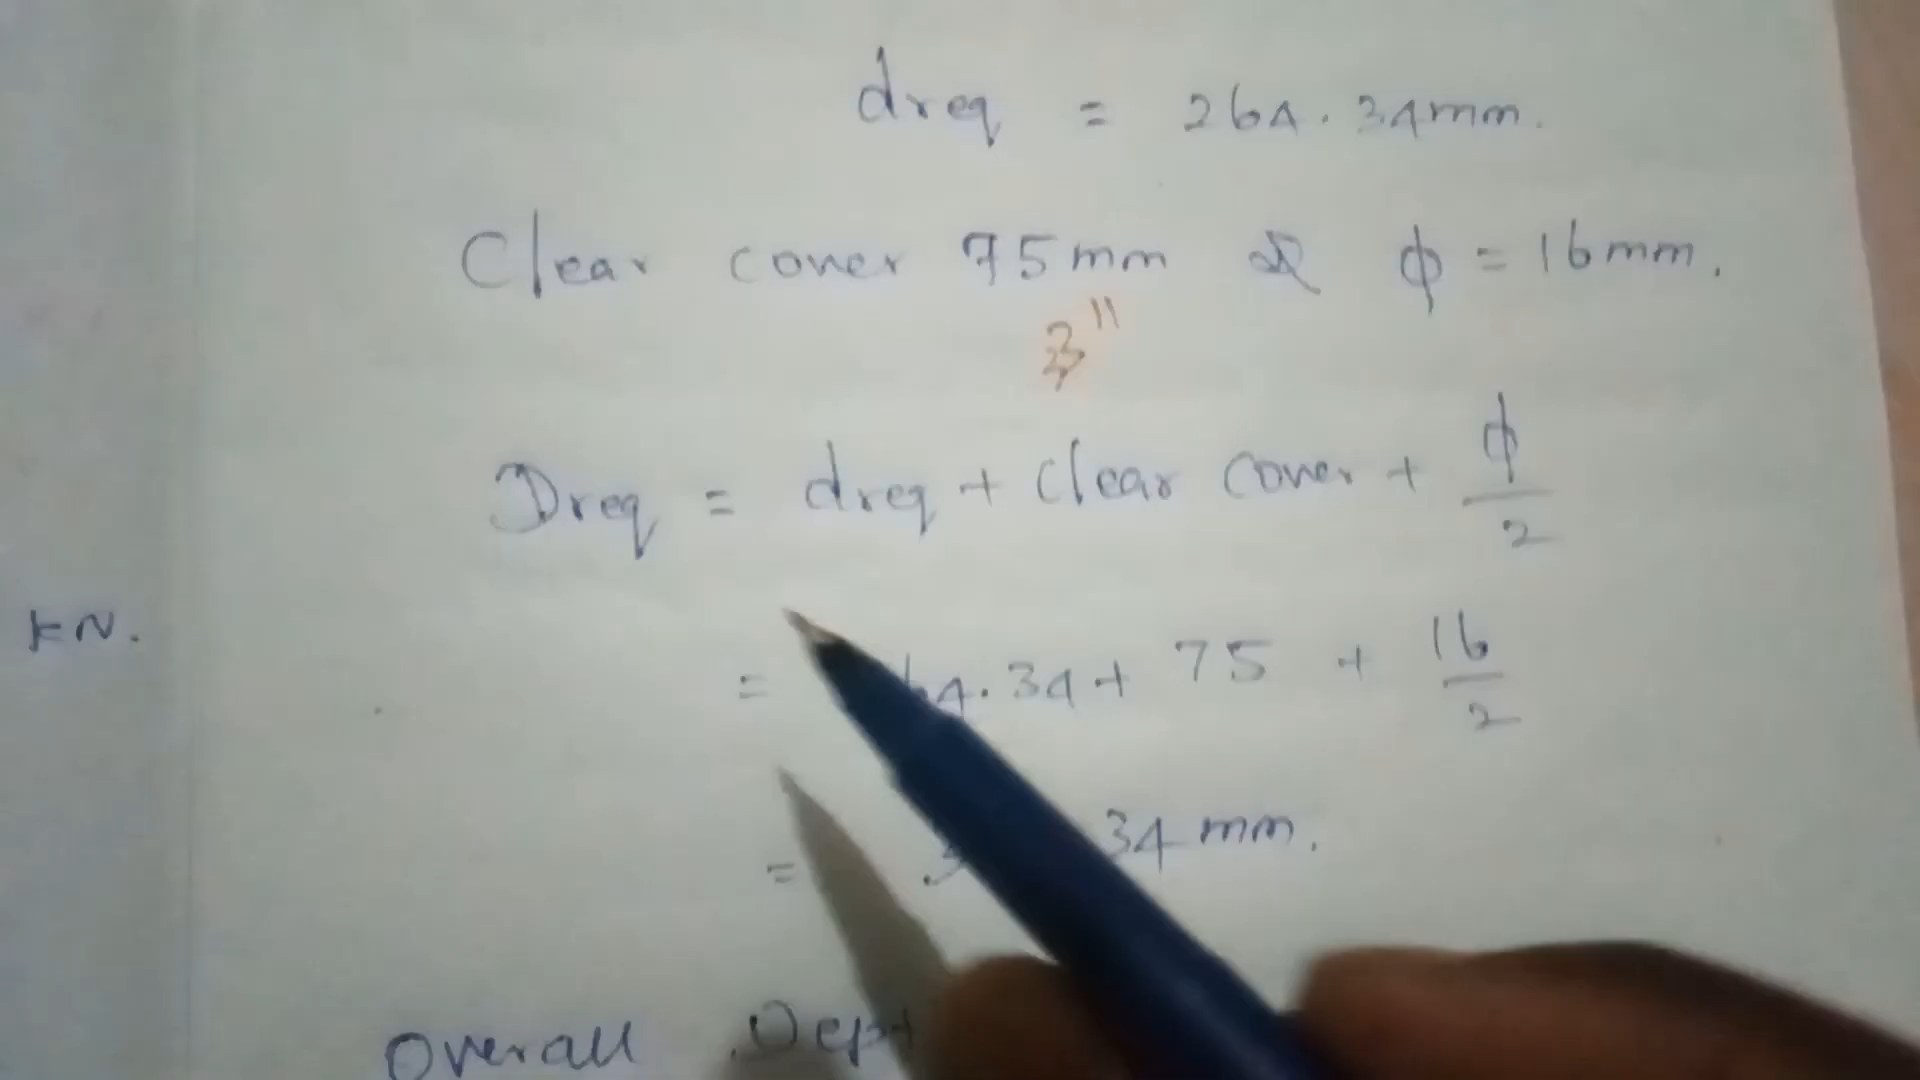 dreq = 264.34mm.
Clear cover 75mm & ϕ = 16mm.
3"
Dreq = dreq + Clear cover + ϕ/2
KN.
= 64.34 + 75 + 16/2
= 34 mm.
Overall